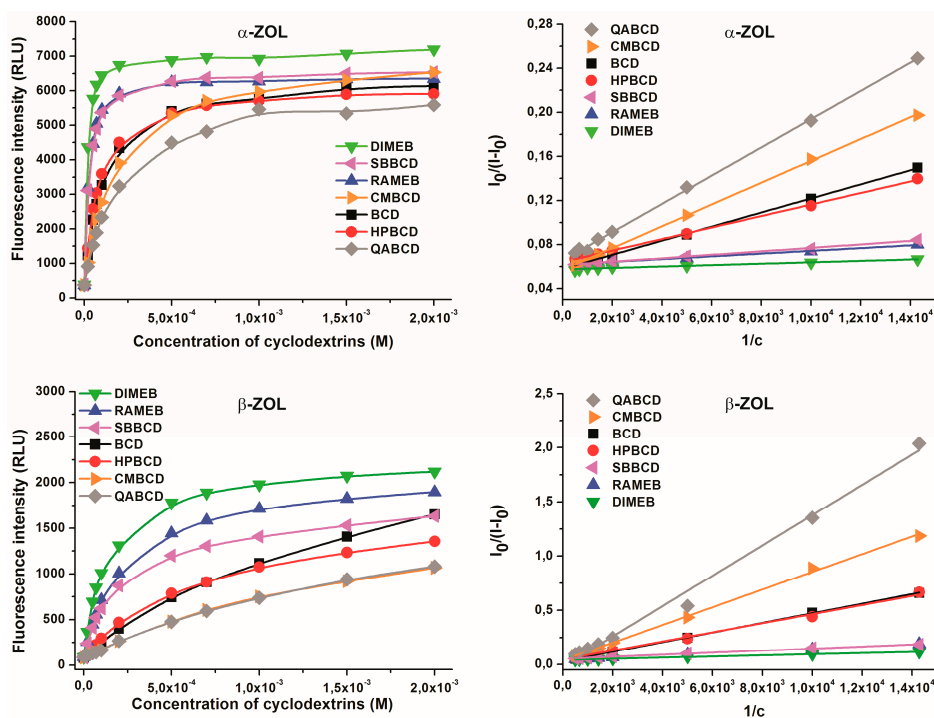 α-ZOL
Fluorescence intensity (RLU)
8000
7000
6000
5000
4000
3000
2000
1000
0
DIMEB
SBBCD
RAMEB
CMBCD
BCD
HPBCD
QABCD
0,0 5,0x10⁻⁴ 1,0x10⁻³ 1,5x10⁻³ 2,0x10⁻³
Concentration of cyclodextrins (M)
α-ZOL
I₀/(I-I₀)
0,28
0,24
0,20
0,16
0,12
0,08
0,04
QABCD
CMBCD
BCD
HPBCD
SBBCD
RAMEB
DIMEB
0,0 2,0x10³ 4,0x10³ 6,0x10³ 8,0x10³ 1,0x10⁴ 1,2x10⁴ 1,4x10⁴
1/c
β-ZOL
Fluorescence intensity (RLU)
3000
2500
2000
1500
1000
500
0
DIMEB
RAMEB
SBBCD
BCD
HPBCD
CMBCD
QABCD
0,0 5,0x10⁻⁴ 1,0x10⁻³ 1,5x10⁻³ 2,0x10⁻³
Concentration of cyclodextrins (M)
β-ZOL
I₀/(I-I₀)
2,5
2,0
1,5
1,0
0,5
0,0
QABCD
CMBCD
BCD
HPBCD
SBBCD
RAMEB
DIMEB
0,0 2,0x10³ 4,0x10³ 6,0x10³ 8,0x10³ 1,0x10⁴ 1,2x10⁴ 1,4x10⁴
1/c